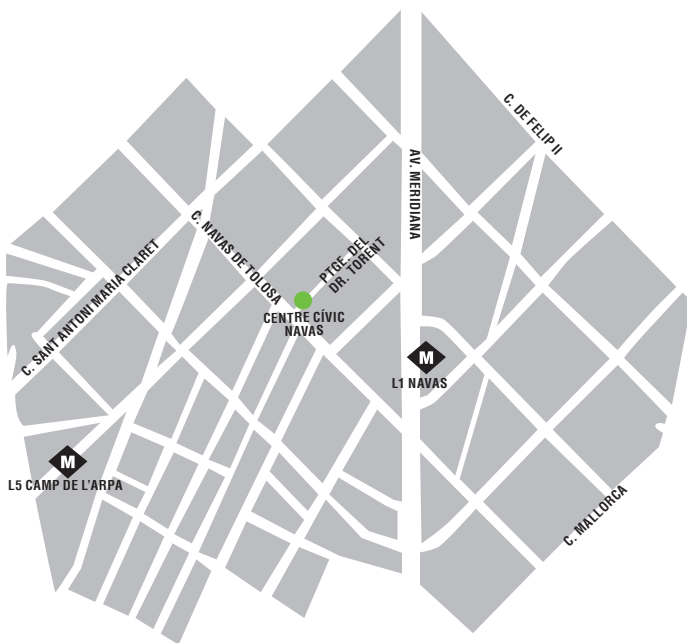 C. DE FELIP II
AV. MERIDIANA
C. NAVAS DE TOLOSA
PTGE. DEL
DR. TORENT
C. SANT ANTONI MARIA CLARET
CENTRE CÍVIC
NAVAS
M
L1 NAVAS
M
L5 CAMP DE L'ARPA
C. MALLORCA